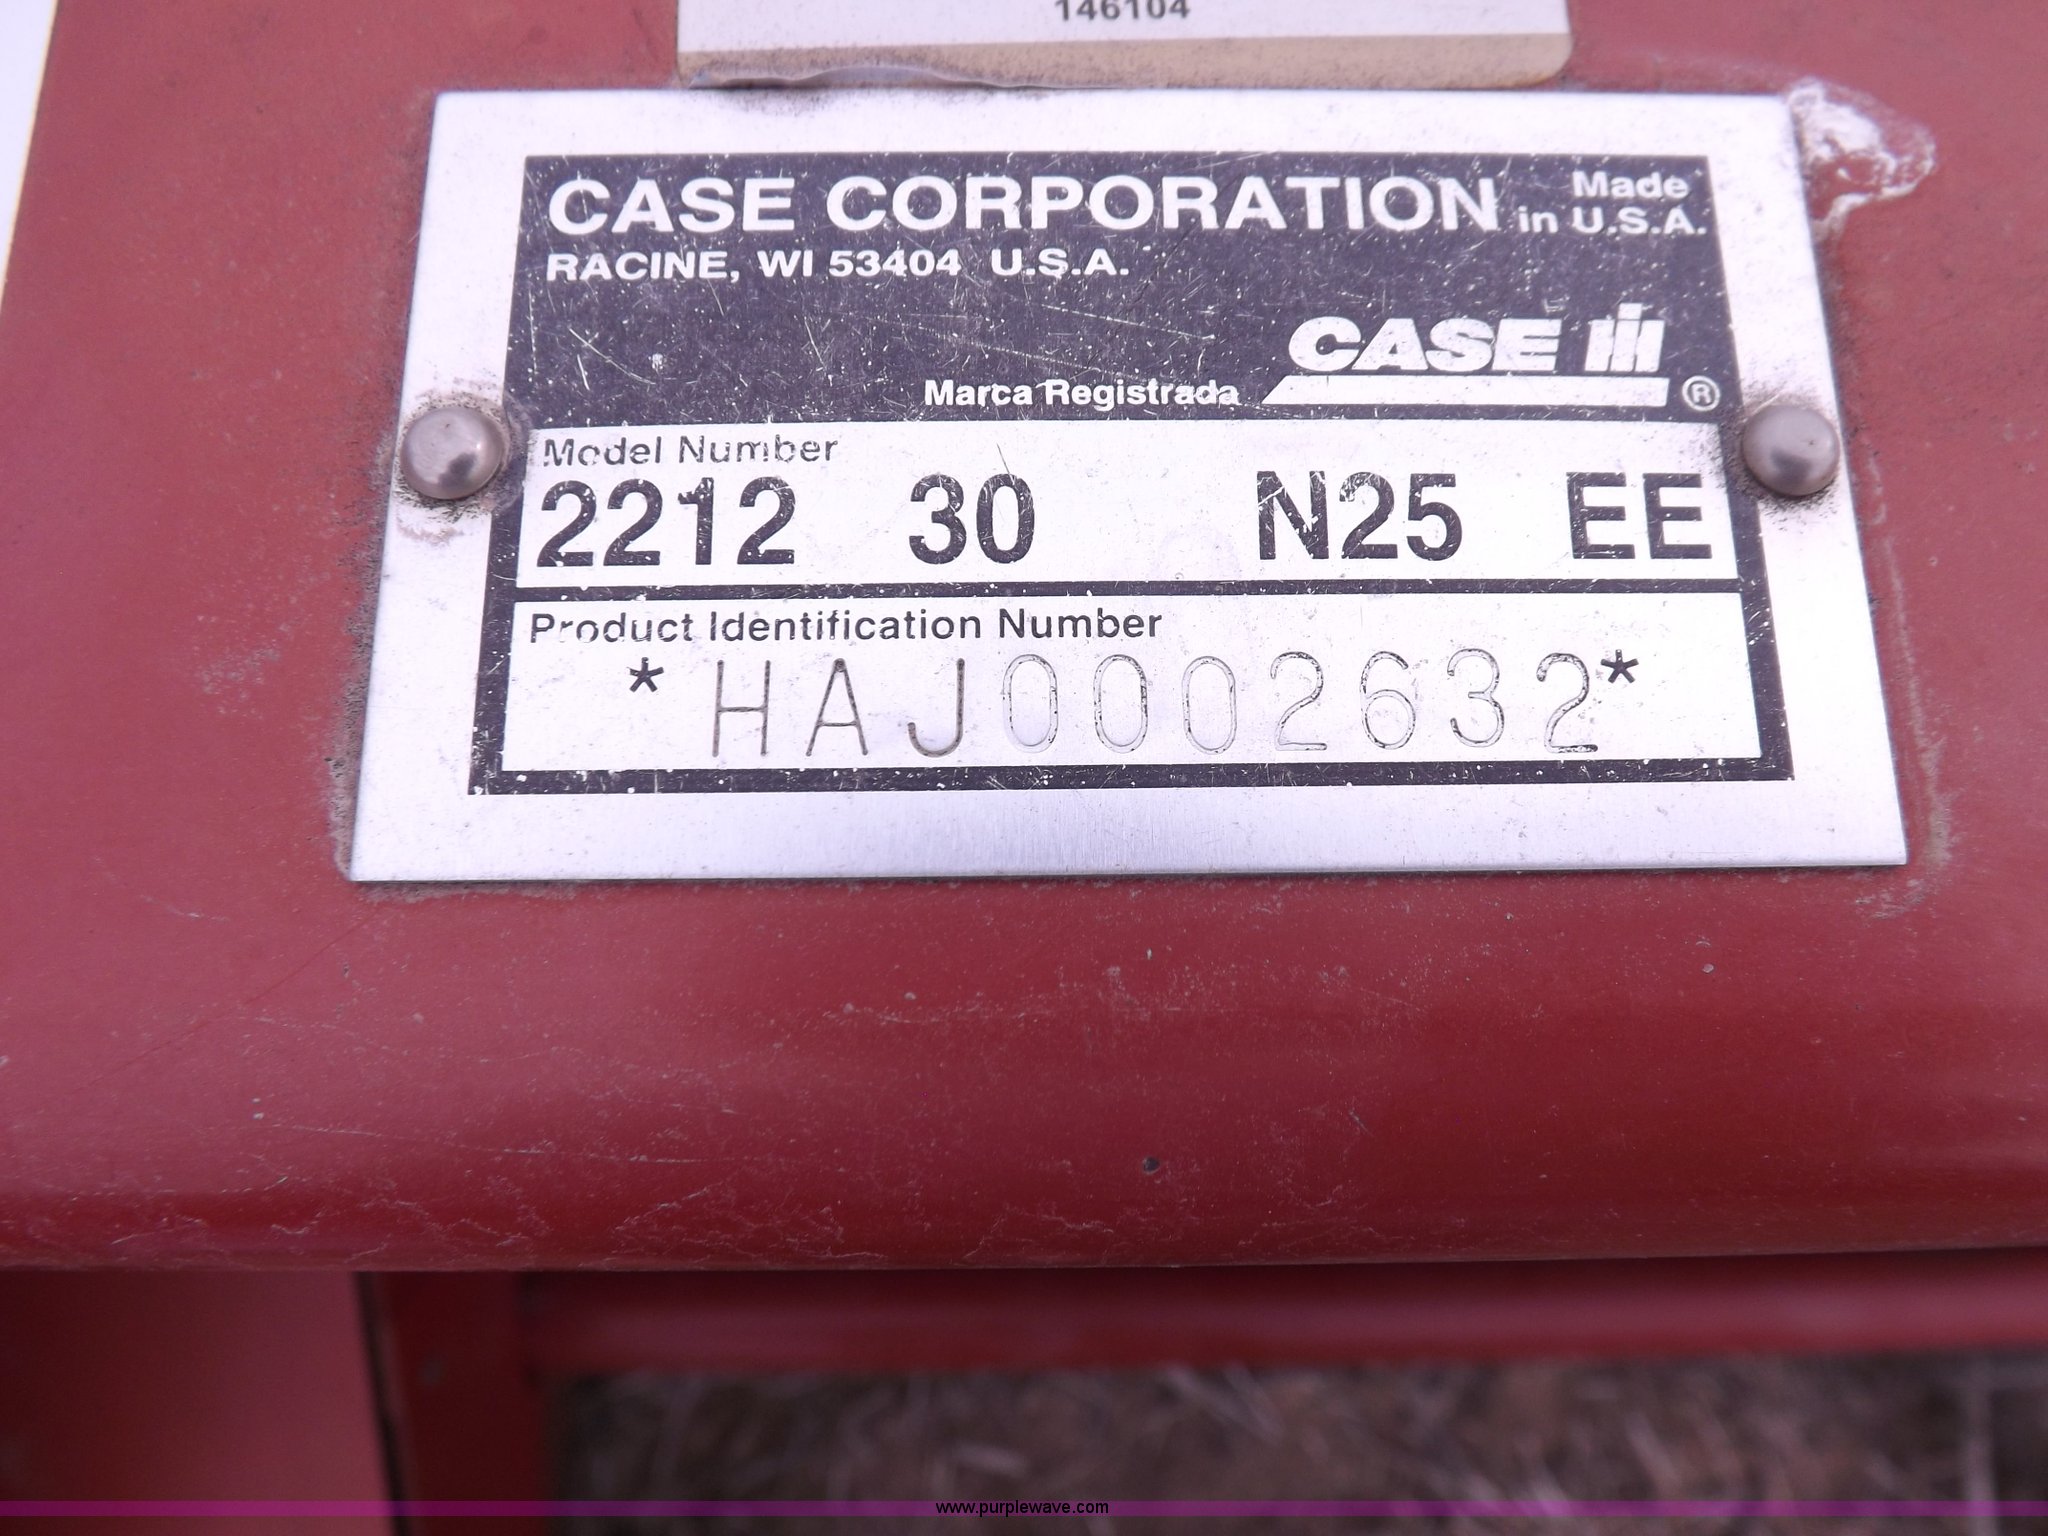 146104
CASE CORPORATION Made in U.S.A.
RACINE, WI 53404 U.S.A.
CASE IH
Marca Registrada ®
Model Number
2212 30 N25 EE
Product Identification Number
*HAJ0002632*
www.purplewave.com